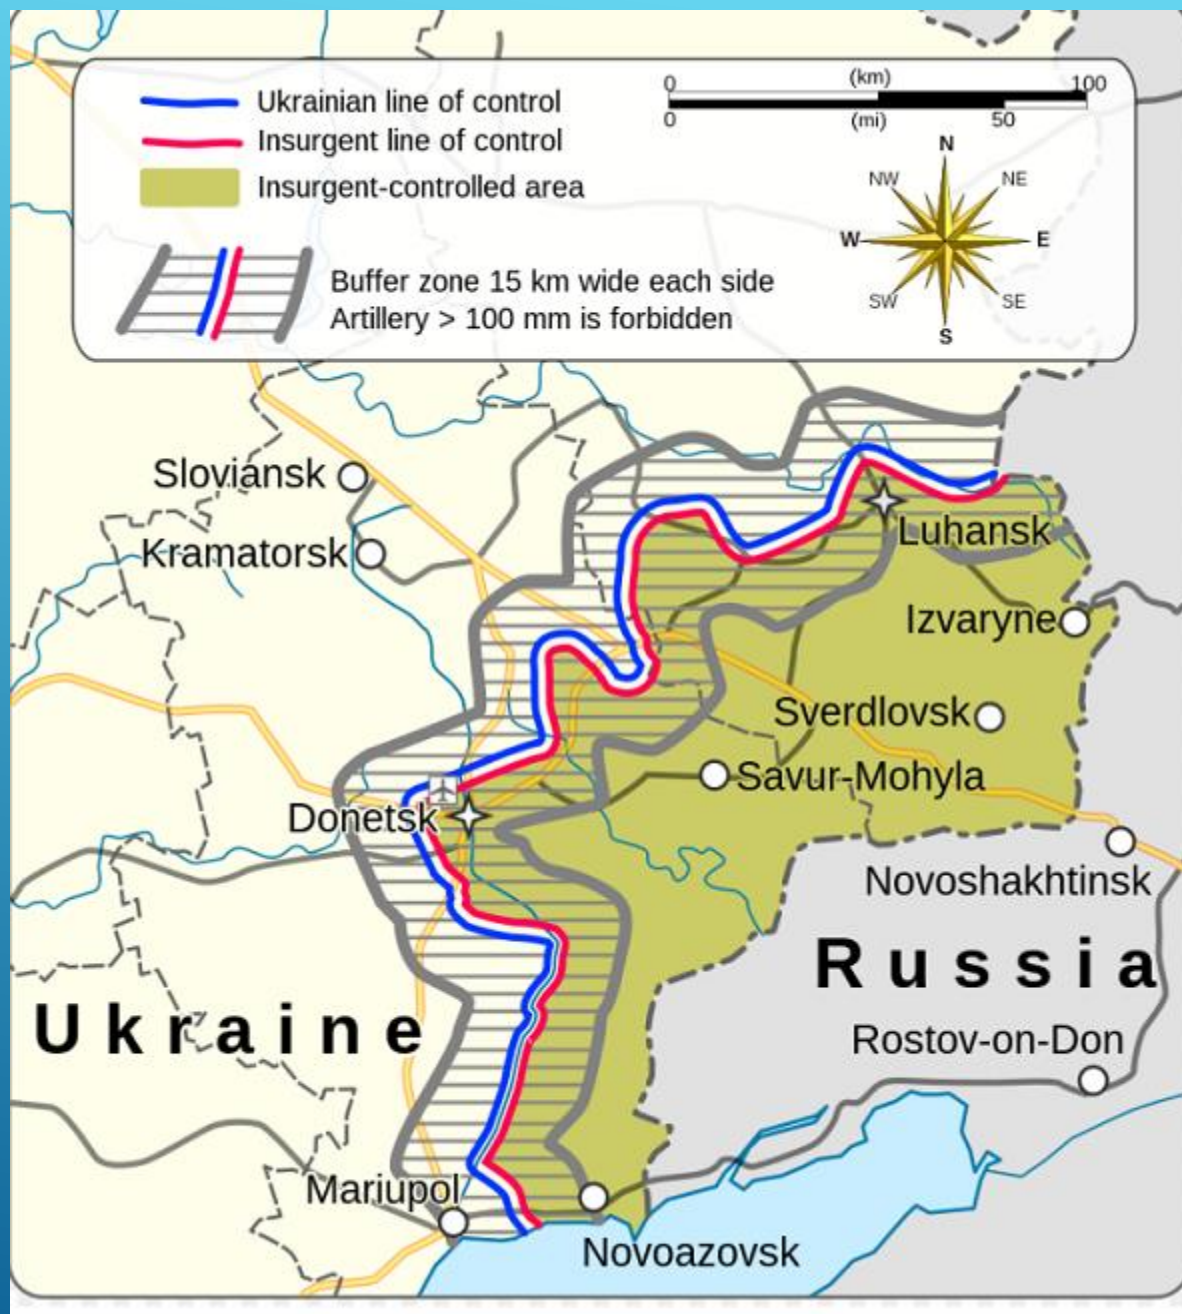 0 (km) 100
Ukrainian line of control
0 (mi) 50
Insurgent line of control
N
NW NE
Insurgent-controlled area
W E
Buffer zone 15 km wide each side
SW SE
Artillery > 100 mm is forbidden
S
Sloviansk
Luhansk
Kramatorsk
Izvaryne
Sverdlovsk
Savur-Mohyla
Donetsk
Novoshakhtinsk
Russia
Ukraine
Rostov-on-Don
Mariupol
Novoazovsk